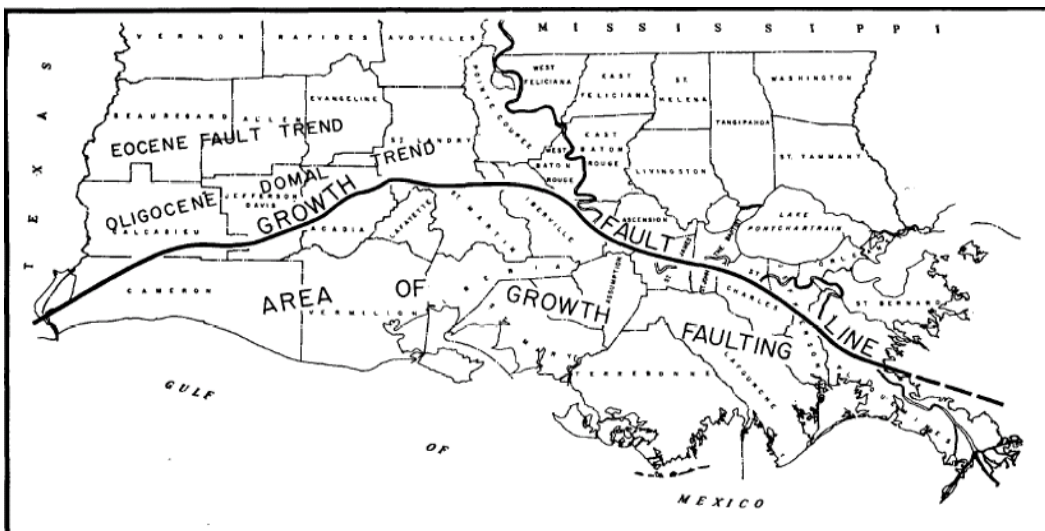 MISSISSIPPI
VERNON
RAPIDES
AVOYELLES
WEST
FELICIANA
EAST
FELICIANA
ST.
HELENA
WASHINGTON
TEXAS
POINTE COUPEE
EVANGELINE
BEAUREGARD
ALLEN
TANGIPAHOA
EOCENE FAULT TREND
ST. LANDRY
EAST
BATON
ROUGE
WEST
BATON
ROUGE
LIVINGSTON
ST. TAMMANY
DOMAL TREND
OLIGOCENE
JEFFERSON
DAVIS
GROWTH
FAULT
LINE
CALCASIEU
ACADIA
LAFAYETTE
ST. MARTIN
IBERVILLE
ASCENSION
LAKE
PONTCHARTRAIN
CAMERON
AREA OF GROWTH FAULTING
VERMILION
IBERIA
ASSUMPTION
ST. BERNARD
ST. CHARLES
TERREBONNE
LAFOURCHE
GULF
OF
MEXICO